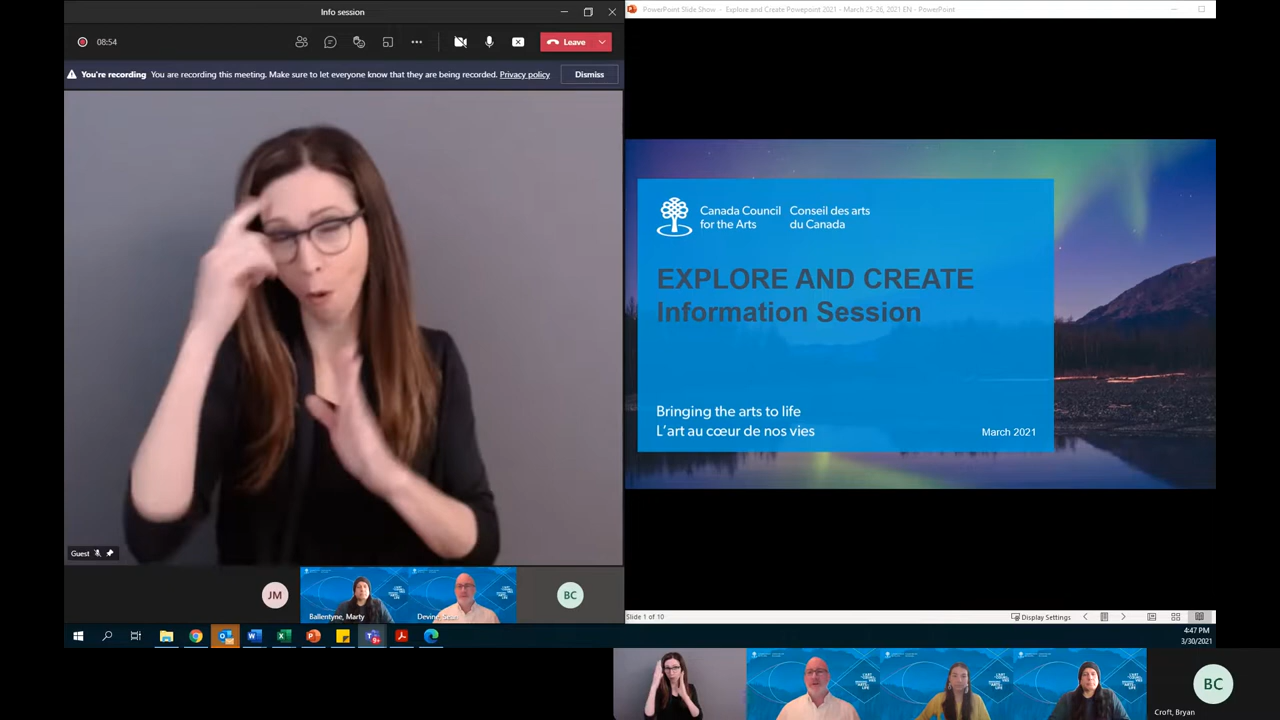 Info session
PowerPoint Slide Show - Explore and Create Powepoint 2021 - March 25-26, 2021 EN - PowerPoint
08:54
Leave
You're recording You are recording this meeting. Make sure to let everyone know that they are being recorded. Privacy policy
Dismiss
Canada Council
for the Arts
Conseil des arts
du Canada
EXPLORE AND CREATE
Information Session
Bringing the arts to life
L'art au cœur de nos vies
March 2021
Guest
JM
Ballentyne, Marty
BC
Slide 1 of 10
Display Settings
4:47 PM
3/30/2021
BC
Croft, Bryan